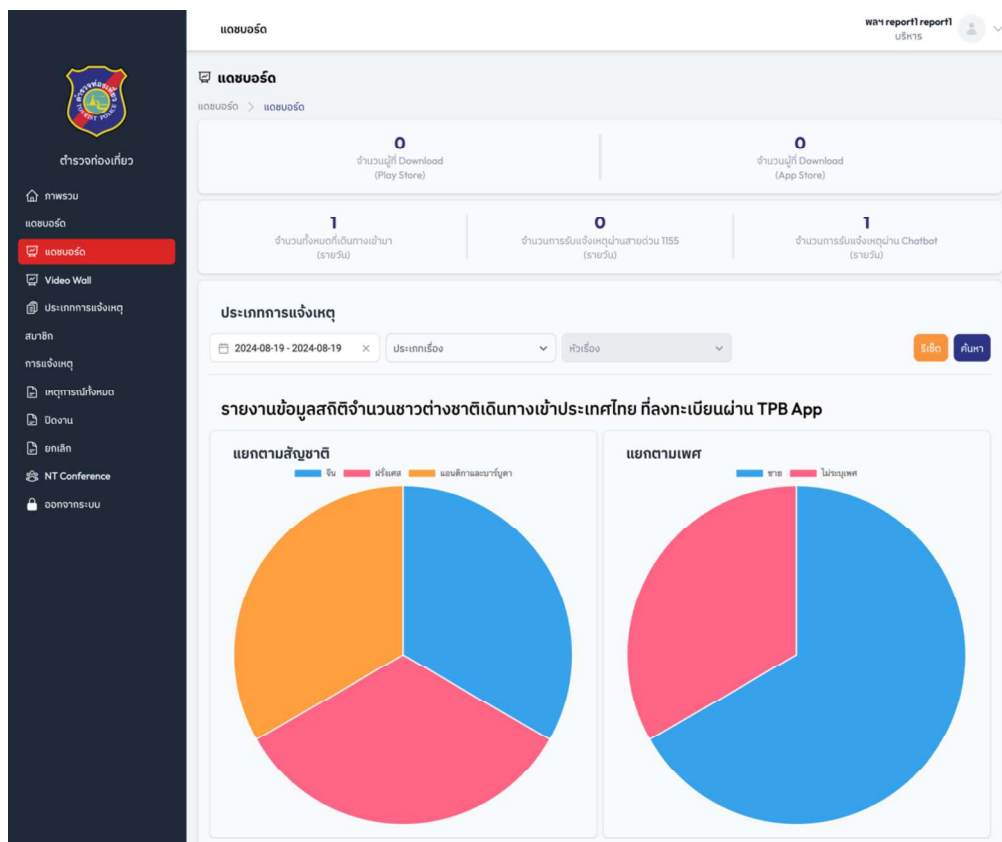 แดชบอร์ด
พลฯ report1 report1
บริหาร
ตำรวจท่องเที่ยว
TOURIST POLICE
ตำรวจท่องเที่ยว
ภาพรวม
แดชบอร์ด
แดชบอร์ด
Video Wall
ประเภทการแจ้งเหตุ
สมาชิก
การแจ้งเหตุ
เหตุการณ์ทั้งหมด
ปิดงาน
ยกเลิก
NT Conference
ออกจากระบบ
แดชบอร์ด
แดชบอร์ด > แดชบอร์ด
0
จำนวนผู้ที่ Download
(Play Store)
0
จำนวนผู้ที่ Download
(App Store)
1
จำนวนทั้งหมดที่เดินทางเข้ามา
(รายวัน)
0
จำนวนการรับแจ้งเหตุผ่านสายด่วน 1155
(รายวัน)
1
จำนวนการรับแจ้งเหตุผ่าน Chatbot
(รายวัน)
ประเภทการแจ้งเหตุ
2024-08-19 - 2024-08-19
ประเภทเรื่อง
หัวเรื่อง
รีเซ็ต
ค้นหา
รายงานข้อมูลสถิติจำนวนชาวต่างชาติเดินทางเข้าประเทศไทย ที่ลงทะเบียนผ่าน TPB App
แยกตามสัญชาติ
จีน ฝรั่งเศส แอนติกาและบาร์บูดา
แยกตามเพศ
ชาย ไม่ระบุเพศ